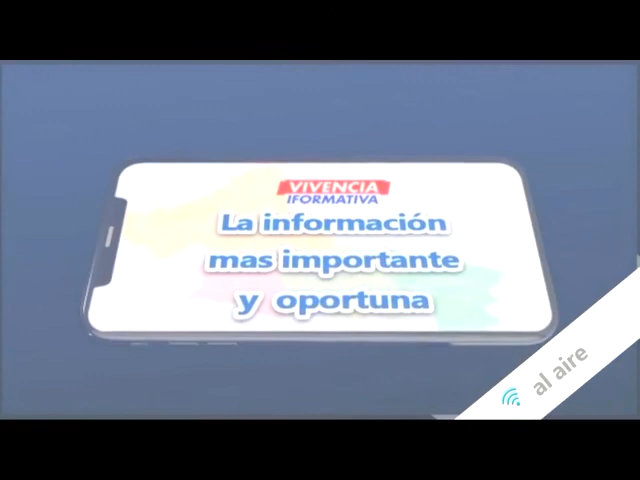 VIVENCIA
IFORMATIVA
La información
mas importante
y oportuna
al aire